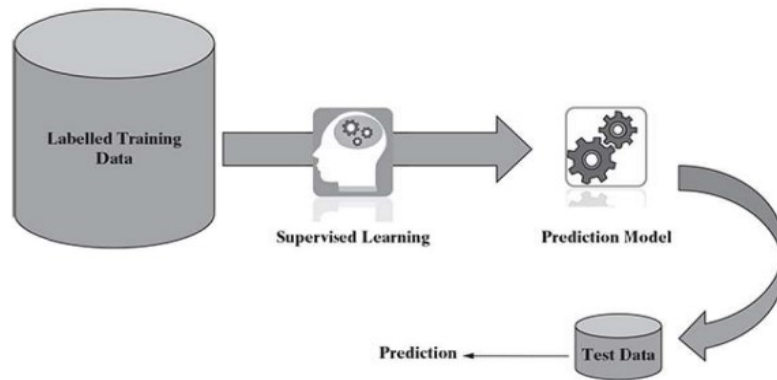 Labelled Training
Data
Supervised Learning
Prediction Model
Test Data
Prediction